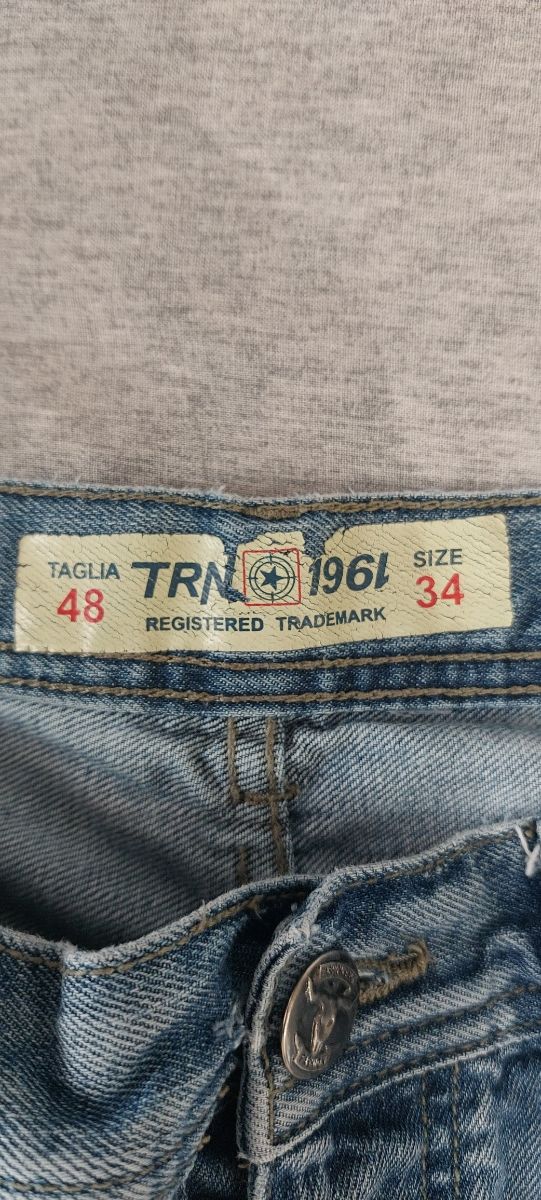 TAGLIA 48
TRN 1961
REGISTERED TRADEMARK
SIZE 34